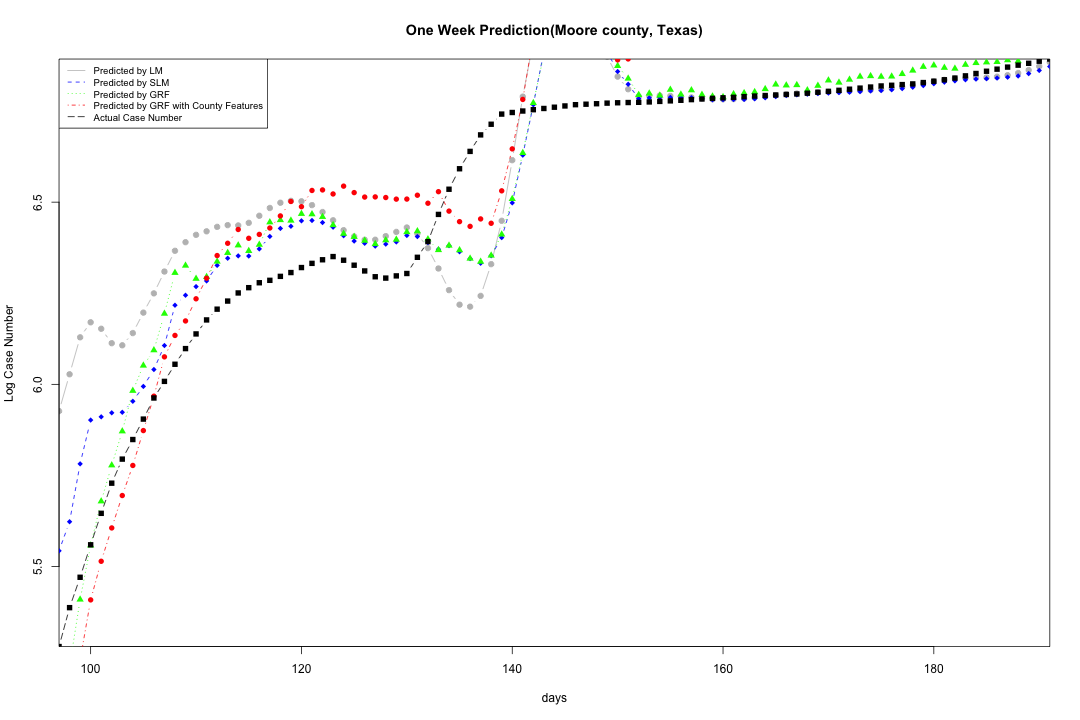 One Week Prediction(Moore county, Texas)
Predicted by LM
Predicted by SLM
Predicted by GRF
Predicted by GRF with County Features
Actual Case Number
Log Case Number
6.5
6.0
5.5
100
120
140
160
180
days